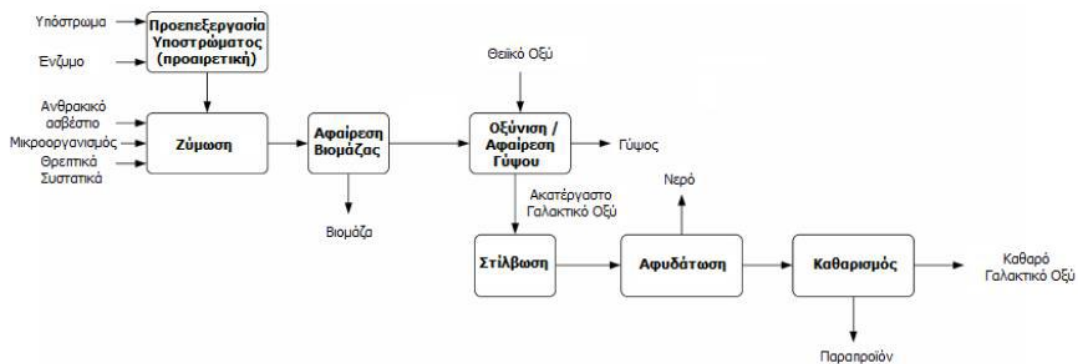 Υπόστρωμα
Προεπεξεργασία
Υποστρώματος
(προαιρετική)
Ένζυμο
Θειϊκό Οξύ
Ανθρακικό
ασβέστιο
Μικροοργανισμός
Θρεπτικά
Συστατικά
Ζύμωση
Αφαίρεση
Βιομάζας
Οξύνιση /
Αφαίρεση
Γύψου
Γύψος
Βιομάζα
Ακατέργαστο
Γαλακτικό Οξύ
Νερό
Στίλβωση
Αφυδάτωση
Καθαρισμός
Καθαρό
Γαλακτικό Οξύ
Παραπροϊόν